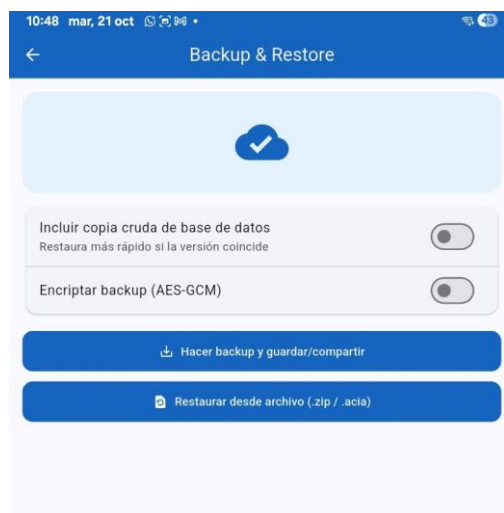 10:48 mar, 21 oct
43
Backup & Restore
Incluir copia cruda de base de datos
Restaura más rápido si la versión coincide
Encriptar backup (AES-GCM)
Hacer backup y guardar/compartir
Restaurar desde archivo (.zip / .acia)